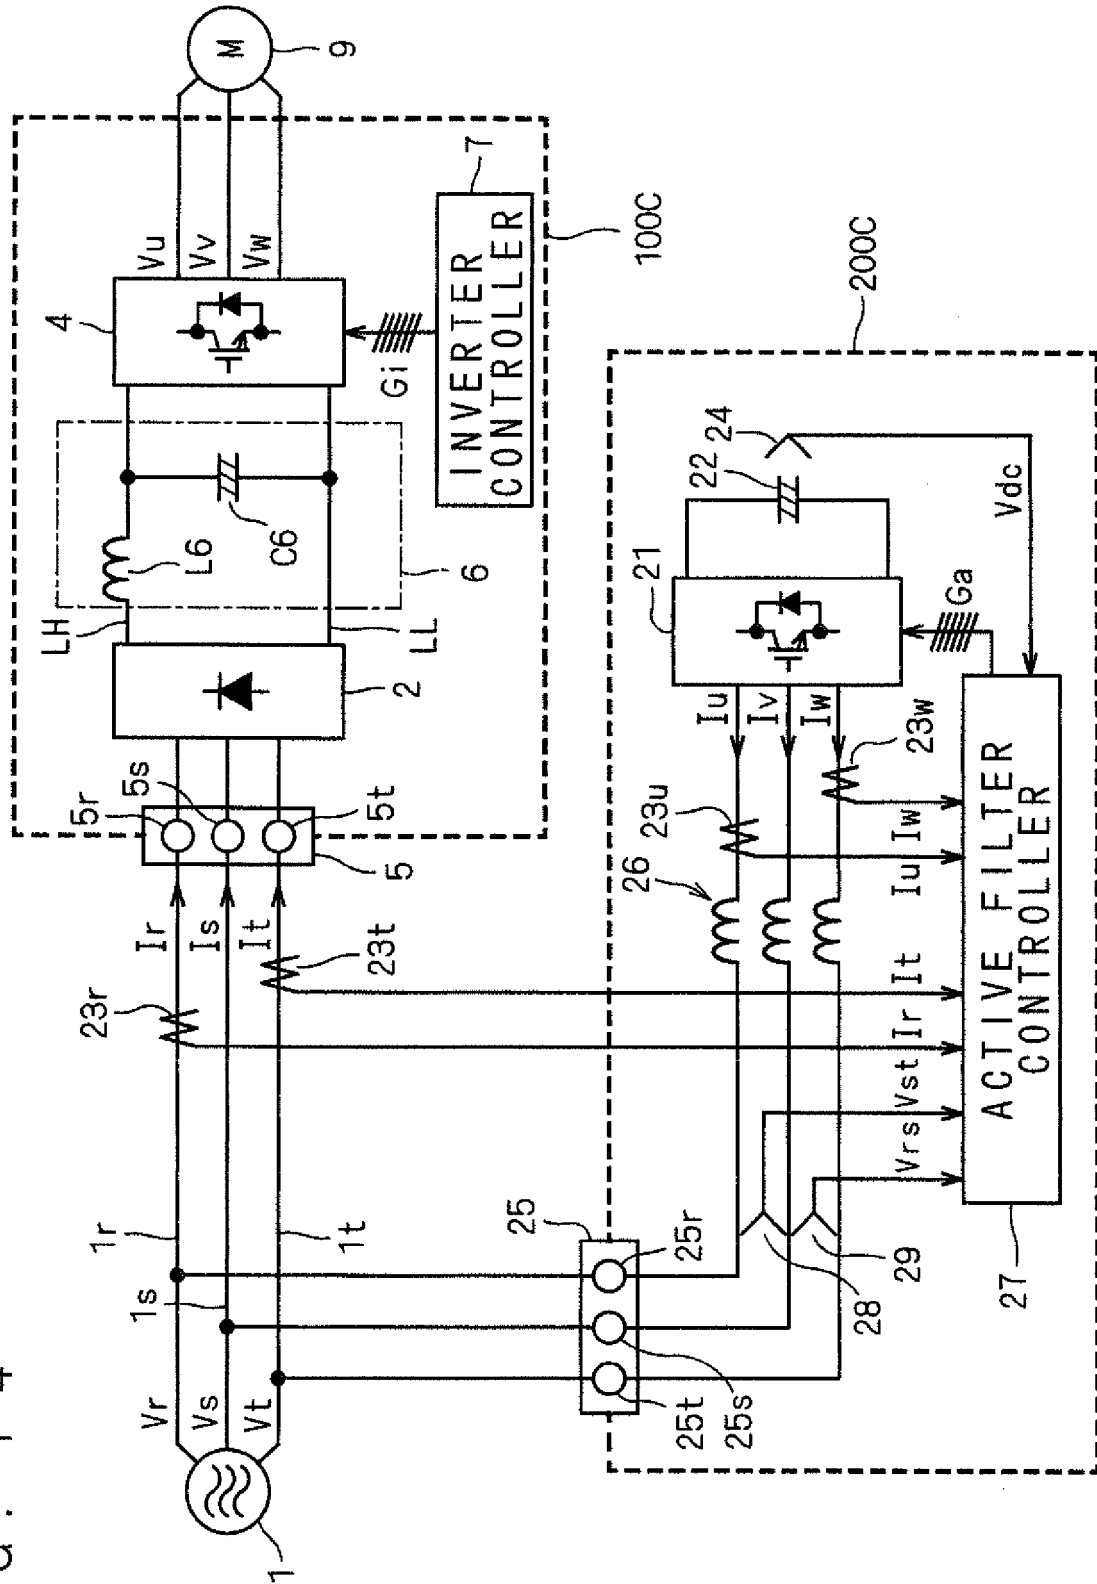 1
Vr
Vs
Vt
1r
1s
1t
23r
23t
Ir
Is
It
5r
5s
5t
5
2
LH
LL
L6
C6
6
4
Vu
Vv
Vw
M
9
Gi
7
INVERTER
CONTROLLER
100C
200C
25
25r
25s
25t
28
29
26
23u
23w
Iu
Iv
Iw
21
22
24
Ga
Vdc
Vrs
Vst
Ir
It
Iu
Iw
ACTIVE FILTER
CONTROLLER
27